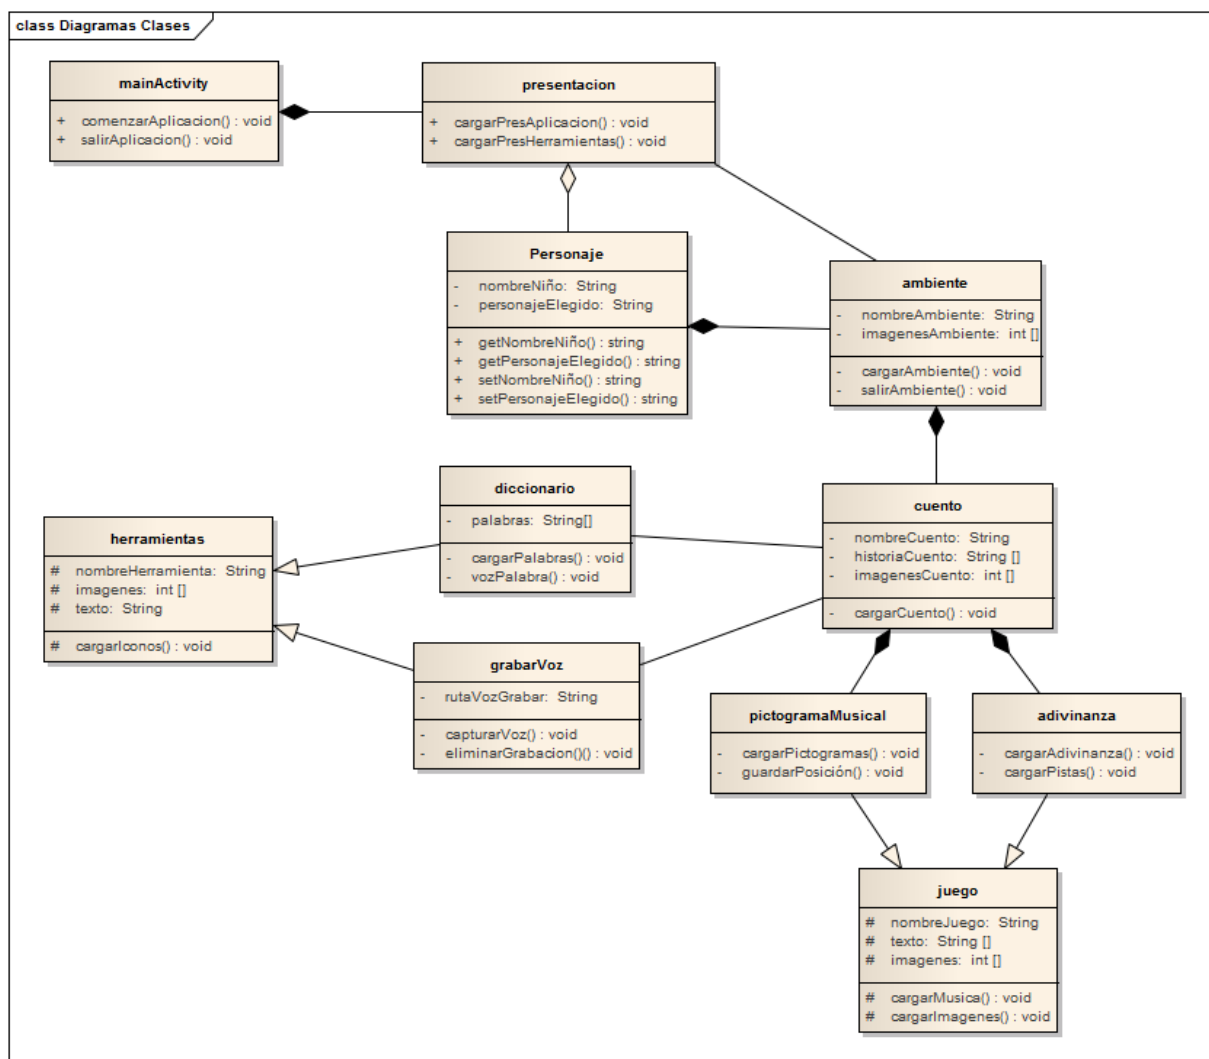 class Diagramas Clases
mainActivity
+ comenzarAplicacion() : void
+ salirAplicacion() : void
presentacion
+ cargarPresAplicacion() : void
+ cargarPresHerramientas() : void
Personaje
- nombreNiño: String
- personajeElegido: String
+ getNombreNiño() : string
+ getPersonajeElegido() : string
+ setNombreNiño() : string
+ setPersonajeElegido() : string
ambiente
- nombreAmbiente: String
- imagenesAmbiente: int []
- cargarAmbiente() : void
- salirAmbiente() : void
diccionario
- palabras: String[]
- cargarPalabras() : void
- vozPalabra() : void
cuento
- nombreCuento: String
- historiaCuento: String []
- imagenesCuento: int []
- cargarCuento() : void
herramientas
# nombreHerramienta: String
# imagenes: int []
# texto: String
# cargarIconos() : void
grabarVoz
- rutaVozGrabar: String
- capturarVoz() : void
- eliminarGrabacion()() : void
pictogramaMusical
- cargarPictogramas() : void
- guardarPosición() : void
adivinanza
- cargarAdivinanza() : void
- cargarPistas() : void
juego
# nombreJuego: String
# texto: String []
# imagenes: int []
# cargarMusica() : void
# cargarImagenes() : void